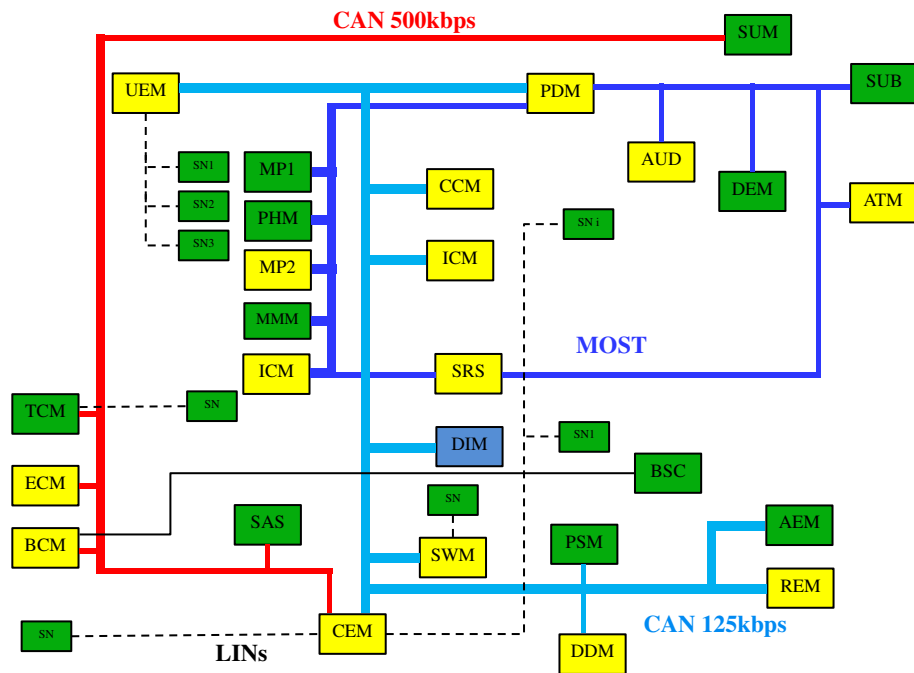 CAN 500kbps
SUM
UEM
PDM
SUB
SN1
MP1
AUD
DEM
CCM
SN2
PHM
ATM
SN i
SN3
MP2
ICM
MMM
MOST
ICM
SRS
TCM
SN
DIM
SN1
ECM
BSC
SN
SAS
BCM
SWM
PSM
AEM
REM
SN
CEM
CAN 125kbps
LINs
DDM